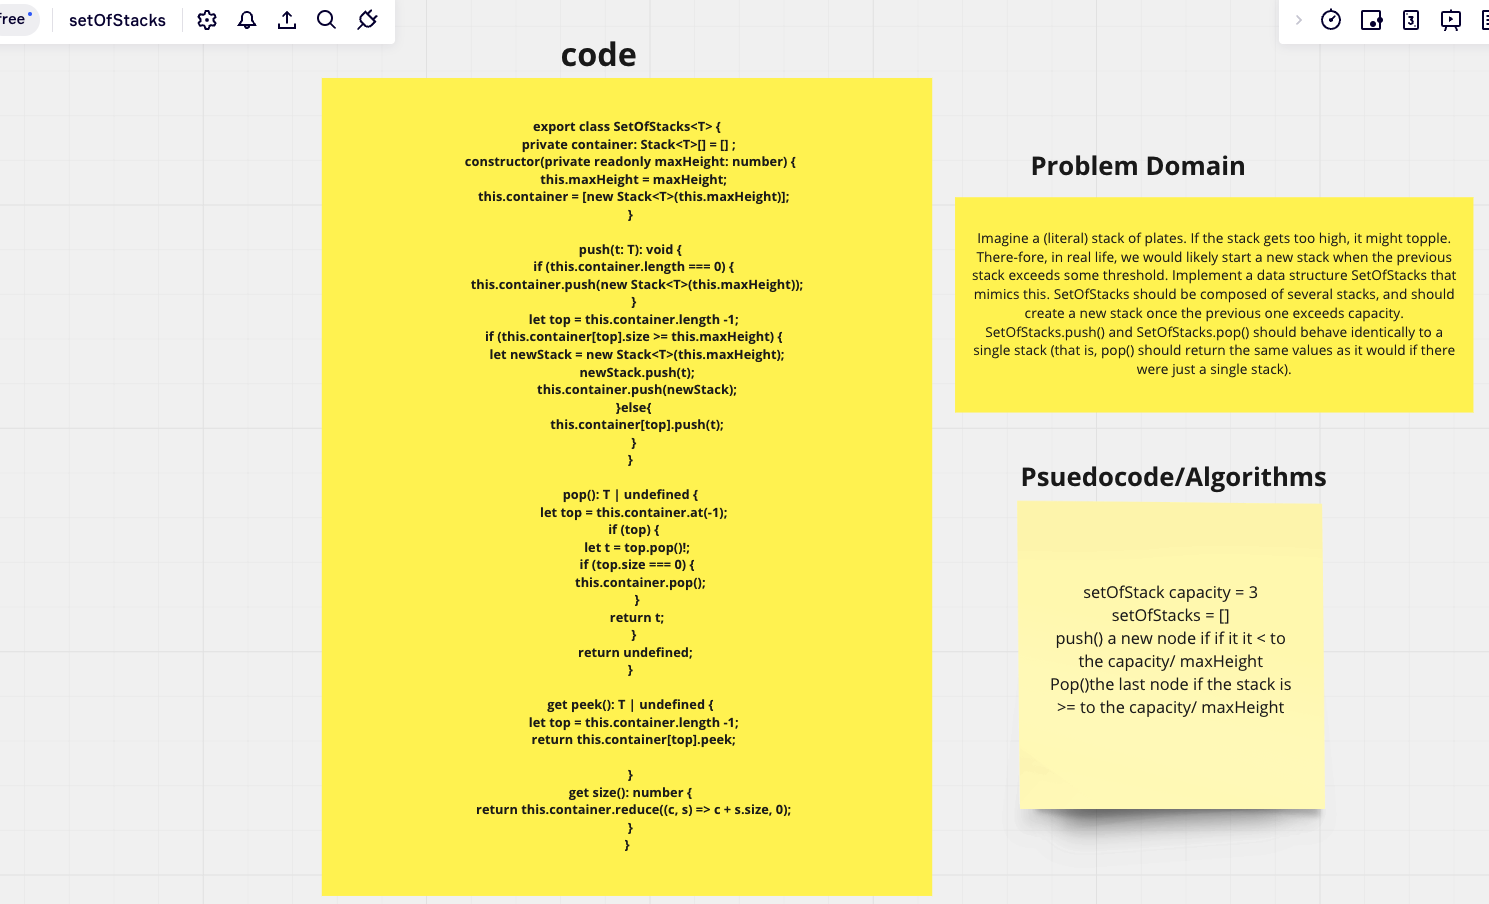 free
setOfStacks
3
code
export class SetOfStacks<T> {
private container: Stack<T>[] = [] ;
constructor(private readonly maxHeight: number) {
this.maxHeight = maxHeight;
this.container = [new Stack<T>(this.maxHeight)];
}
push(t: T): void {
if (this.container.length === 0) {
this.container.push(new Stack<T>(this.maxHeight));
}
let top = this.container.length -1;
if (this.container[top].size >= this.maxHeight) {
let newStack = new Stack<T>(this.maxHeight);
newStack.push(t);
this.container.push(newStack);
}else{
this.container[top].push(t);
}
}
pop(): T | undefined {
let top = this.container.at(-1);
if (top) {
let t = top.pop()!;
if (top.size === 0) {
this.container.pop();
}
return t;
}
return undefined;
}
get peek(): T | undefined {
let top = this.container.length -1;
return this.container[top].peek;
}
get size(): number {
return this.container.reduce((c, s) => c + s.size, 0);
}
}
Problem Domain
Imagine a (literal) stack of plates. If the stack gets too high, it might topple.
There-fore, in real life, we would likely start a new stack when the previous
stack exceeds some threshold. Implement a data structure SetOfStacks that
mimics this. SetOfStacks should be composed of several stacks, and should
create a new stack once the previous one exceeds capacity.
SetOfStacks.push() and SetOfStacks.pop() should behave identically to a
single stack (that is, pop() should return the same values as it would if there
were just a single stack).
Psuedocode/Algorithms
setOfStack capacity = 3
setOfStacks = []
push() a new node if if it it < to
the capacity/ maxHeight
Pop()the last node if the stack is
>= to the capacity/ maxHeight